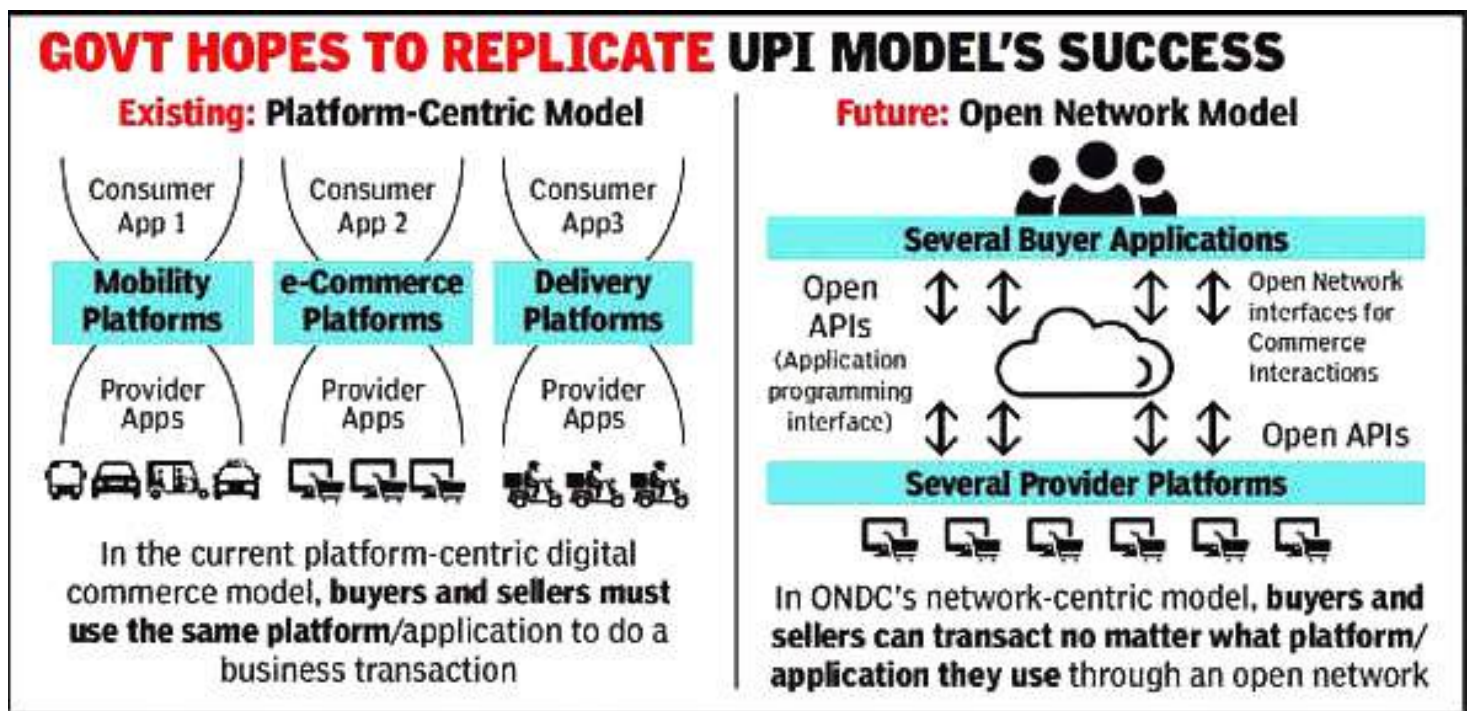 GOVT HOPES TO REPLICATE UPI MODEL'S SUCCESS
Existing: Platform-Centric Model
Consumer
App 1
Consumer
App 2
Consumer
App3
Mobility
Platforms
e-Commerce
Platforms
Delivery
Platforms
Provider
Apps
Provider
Apps
Provider
Apps
In the current platform-centric digital
commerce model, buyers and sellers must
use the same platform/application to do a
business transaction
Future: Open Network Model
Several Buyer Applications
Open
APIs
(Application
programming
interface)
Open Network
interfaces for
Commerce
Interactions
Open APIs
Several Provider Platforms
In ONDC's network-centric model, buyers and
sellers can transact no matter what platform/
application they use through an open network